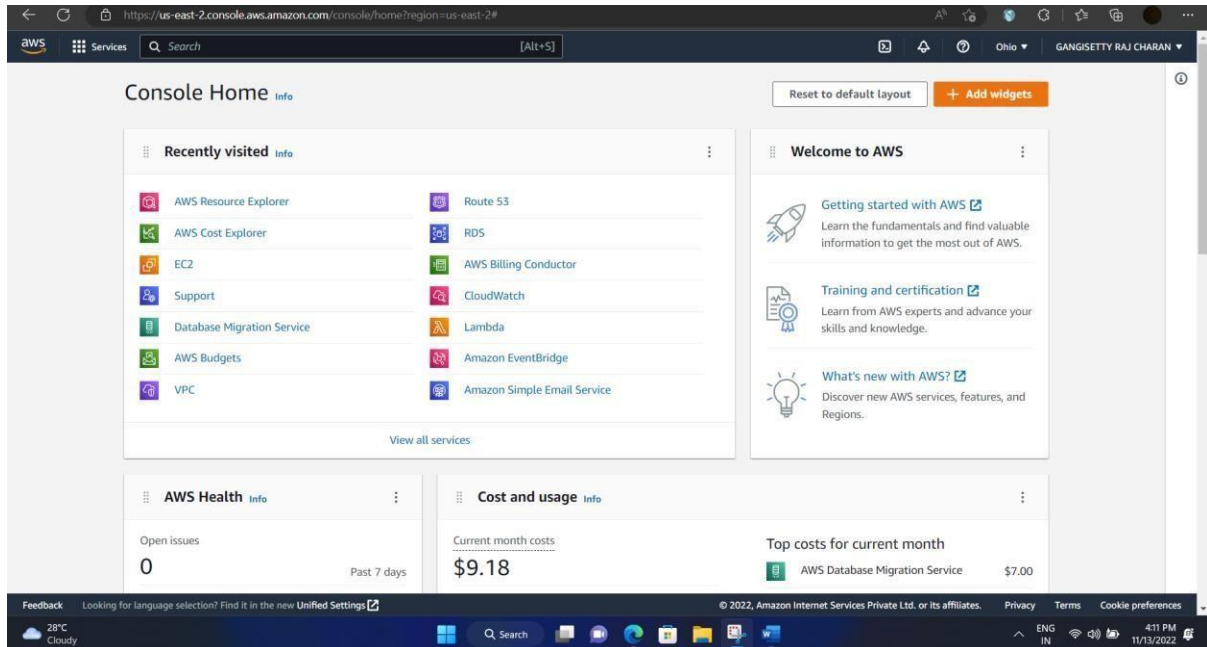 https://us-east-2.console.aws.amazon.com/console/home?region=us-east-2#
aws
Services
Search
[Alt+S]
Ohio
GANGISETTY RAJ CHARAN
Console Home Info
Reset to default layout
Add widgets
Recently visited Info
AWS Resource Explorer
AWS Cost Explorer
EC2
Support
Database Migration Service
AWS Budgets
VPC
Route 53
RDS
AWS Billing Conductor
CloudWatch
Lambda
Amazon EventBridge
Amazon Simple Email Service
View all services
Welcome to AWS
Getting started with AWS
Learn the fundamentals and find valuable
information to get the most out of AWS.
Training and certification
Learn from AWS experts and advance your
skills and knowledge.
What's new with AWS?
Discover new AWS services, features, and
Regions.
AWS Health Info
Open issues
0
Past 7 days
Cost and usage Info
Current month costs
$9.18
Top costs for current month
AWS Database Migration Service
$7.00
Feedback
Looking for language selection? Find it in the new Unified Settings
© 2022, Amazon Internet Services Private Ltd. or its affiliates.
Privacy
Terms
Cookie preferences
28°C
Cloudy
Search
ENG
IN
4:11 PM
11/13/2022